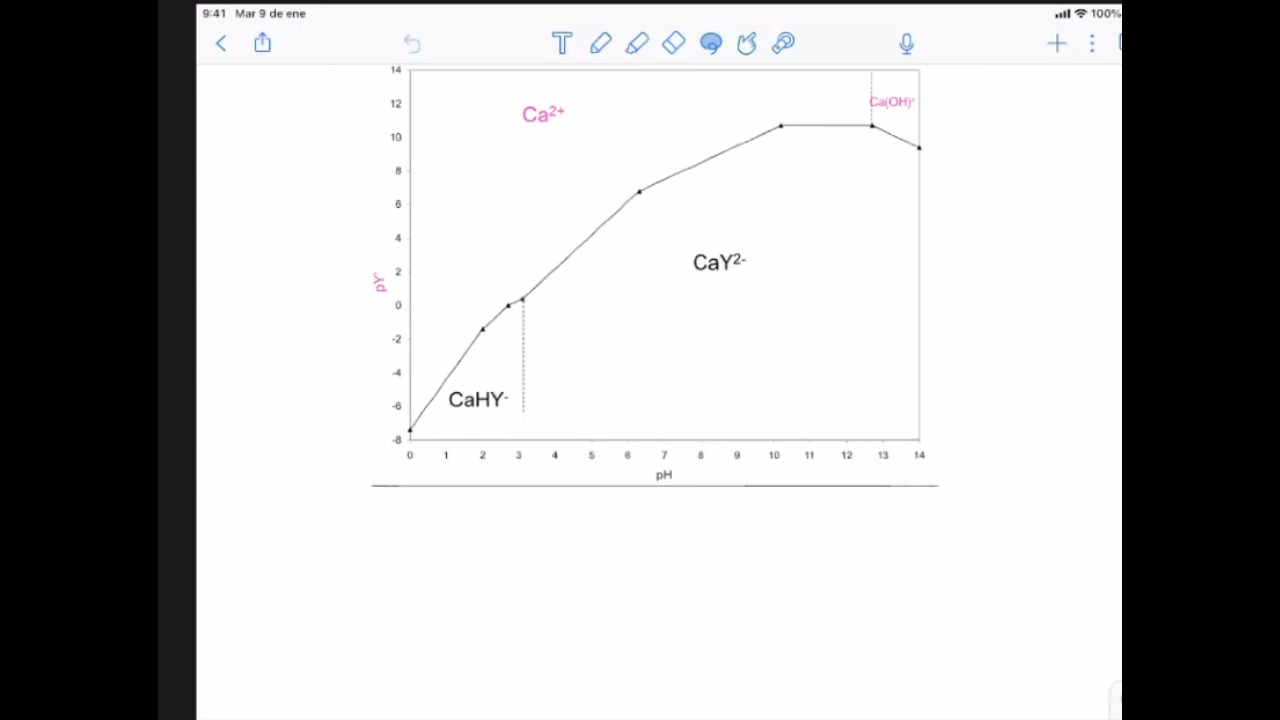 9:41 Mar 9 de ene 100%
14
Ca(OH)⁺
12
Ca²⁺
10
8
6
4
CaY²⁻
2
pY'
0
-2
-4
CaHY⁻
-6
-8
0 1 2 3 4 5 6 7 8 9 10 11 12 13 14
pH